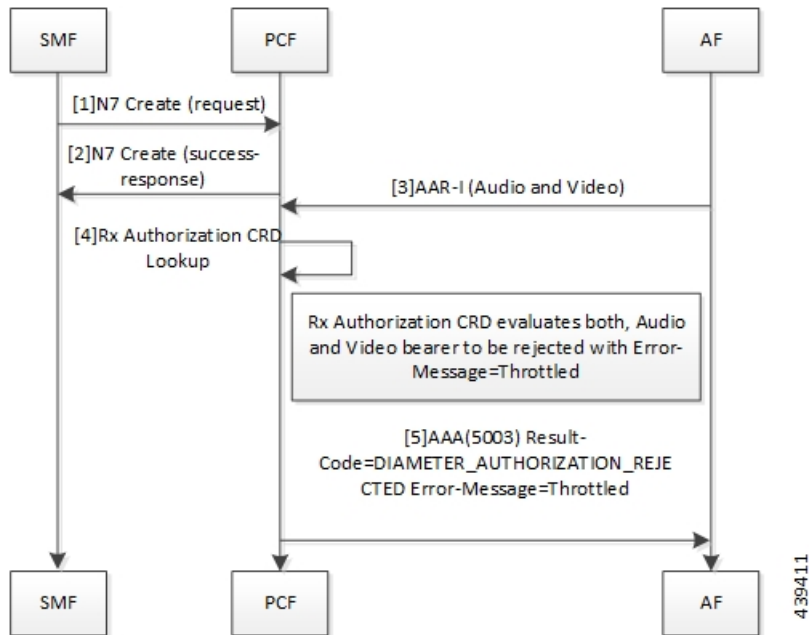 SMF
PCF
AF
[1]N7 Create (request)
[2]N7 Create (success-
response)
[3]AAR-I (Audio and Video)
[4]Rx Authorization CRD
Lookup
Rx Authorization CRD evaluates both, Audio
and Video bearer to be rejected with Error-
Message=Throttled
[5]AAA(5003) Result-
Code=DIAMETER_AUTHORIZATION_REJE
CTED Error-Message=Throttled
SMF
PCF
AF
439411